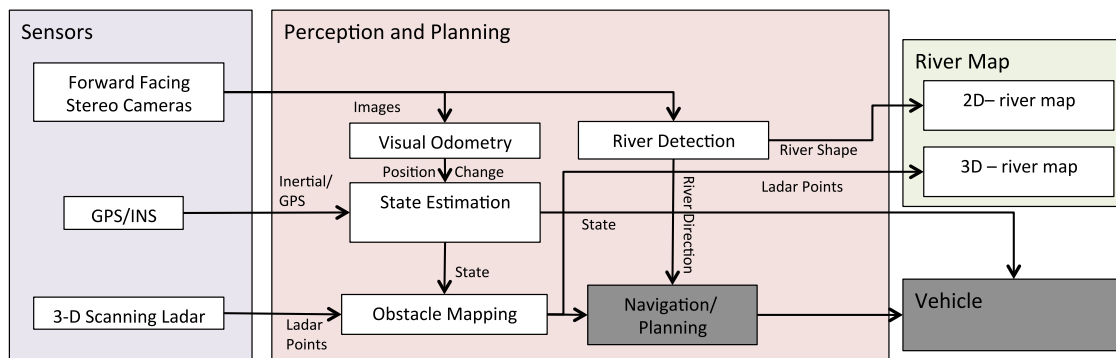 Sensors
Forward Facing
Stereo Cameras
GPS/INS
3-D Scanning Ladar
Perception and Planning
Images
Visual Odometry
Position Change
Inertial/
GPS
State Estimation
State
Ladar
Points
Obstacle Mapping
River Detection
River Shape
River Direction
Ladar Points
State
Navigation/
Planning
River Map
2D– river map
3D – river map
Vehicle